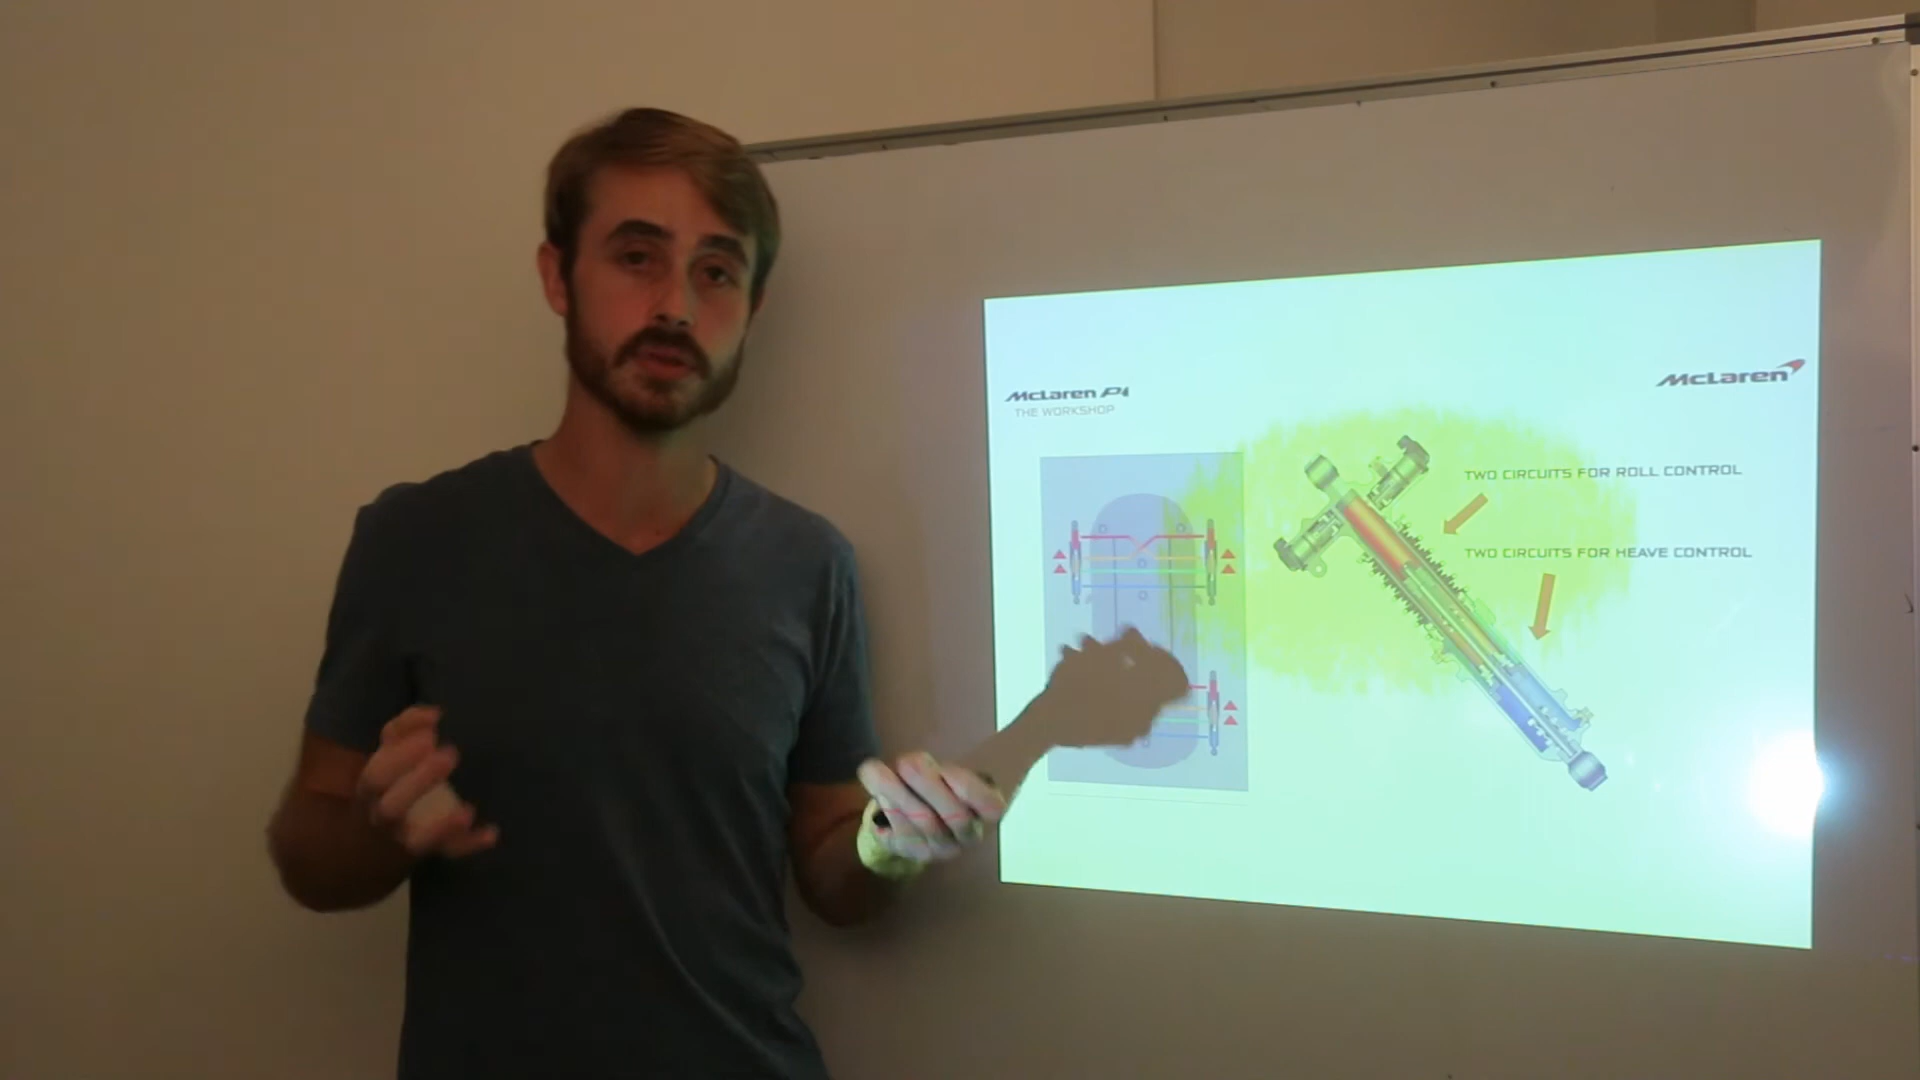 McLaren P1
THE WORKSHOP
McLaren
TWO CIRCUITS FOR ROLL CONTROL
TWO CIRCUITS FOR HEAVE CONTROL